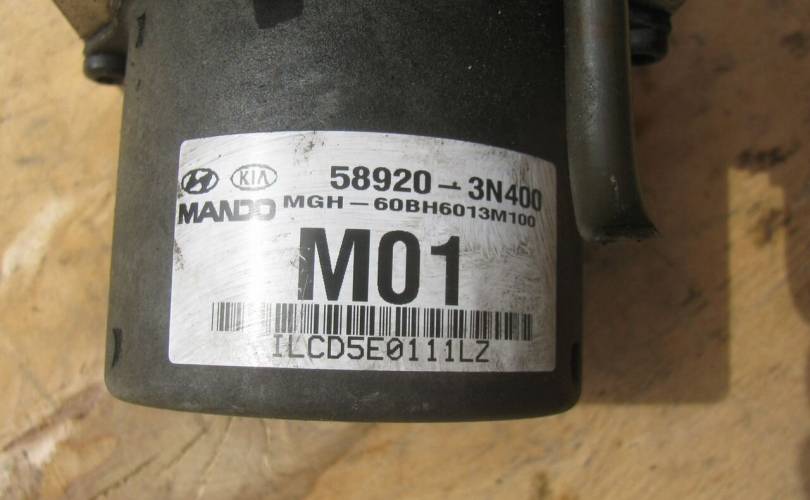 KIA 58920-3N400
MANDO MGH-60BH6013M100
M01
ILCD5E0111LZ